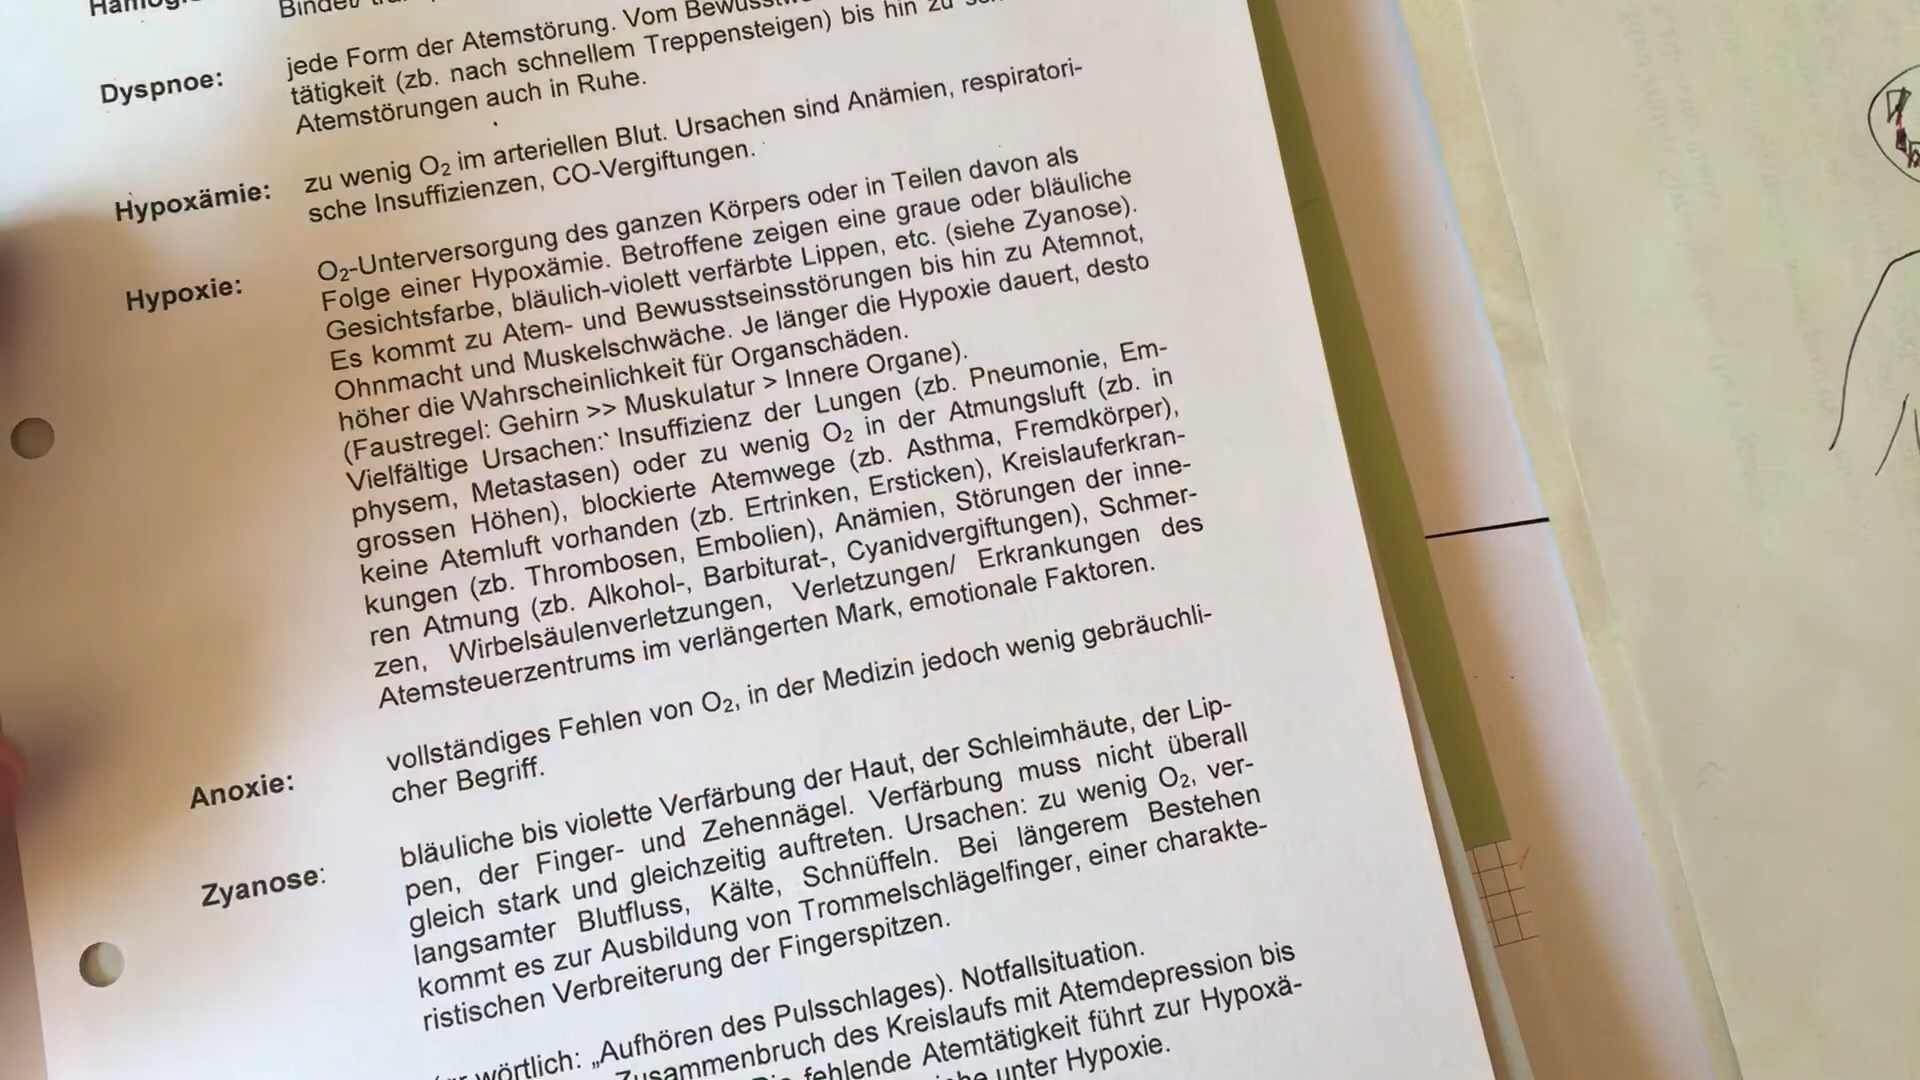 Dyspnoe:
jede Form der Atemstörung. Vom
tätigkeit (zb. nach schnellem Treppensteigen) bis hin zu
Atemstörungen auch in Ruhe.
Hypoxämie:
zu wenig O₂ im arteriellen Blut. Ursachen sind Anämien, respiratori-
sche Insuffizienzen, CO-Vergiftungen.
Hypoxie:
O₂-Unterversorgung des ganzen Körpers oder in Teilen davon als
Folge einer Hypoxämie. Betroffene zeigen eine graue oder bläuliche
Gesichtsfarbe, bläulich-violett verfärbte Lippen, etc. (siehe Zyanose).
Es kommt zu Atem- und Bewusstseinsstörungen bis hin zu Atemnot,
Ohnmacht und Muskelschwäche. Je länger die Hypoxie dauert, desto
höher die Wahrscheinlichkeit für Organschäden.
(Faustregel: Gehirn >> Muskulatur > Innere Organe).
Vielfältige Ursachen: Insuffizienz der Lungen (zb. Pneumonie, Em-
physem, Metastasen) oder zu wenig O₂ in der Atmungsluft (zb. in
grossen Höhen), blockierte Atemwege (zb. Asthma, Fremdkörper),
keine Atemluft vorhanden (zb. Ertrinken, Ersticken), Kreislauferkran-
kungen (zb. Thrombosen, Embolien), Anämien, Störungen der inne-
ren Atmung (zb. Alkohol-, Barbiturat-, Cyanidvergiftungen), Schmer-
zen, Wirbelsäulenverletzungen, Verletzungen/ Erkrankungen des
Atemsteuerzentrums im verlängerten Mark, emotionale Faktoren.
Anoxie:
vollständiges Fehlen von O₂, in der Medizin jedoch wenig gebräuchli-
cher Begriff.
Zyanose:
bläuliche bis violette Verfärbung der Haut, der Schleimhäute, der Lip-
pen, der Finger- und Zehennägel. Verfärbung muss nicht überall
gleich stark und gleichzeitig auftreten. Ursachen: zu wenig O₂, ver-
langsamter Blutfluss, Kälte, Schnüffeln. Bei längerem Bestehen
kommt es zur Ausbildung von Trommelschlägelfinger, einer charakte-
ristischen Verbreiterung der Fingerspitzen.
wörtlich: „Aufhören des Pulsschlages). Notfallsituation.
Zusammenbruch des Kreislaufs mit Atemdepression bis
fehlende Atemtätigkeit führt zur Hypoxä-
unter Hypoxie.